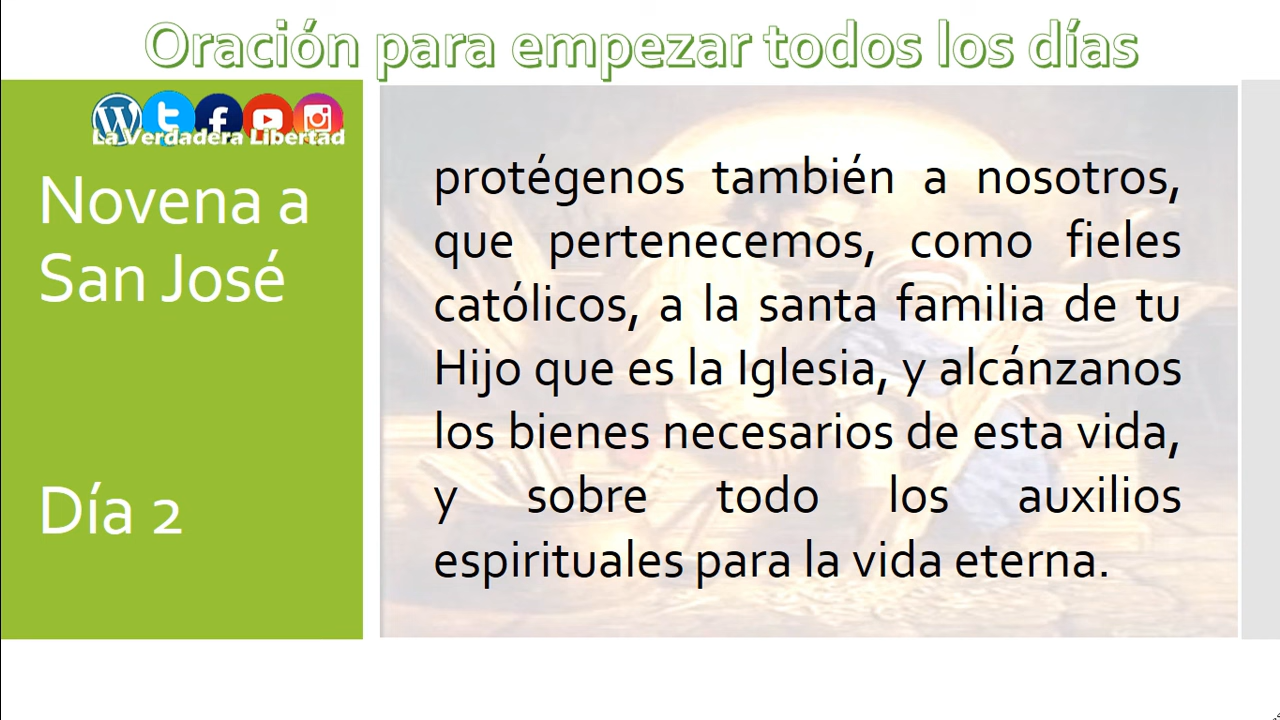 Oración para empezar todos los días
La Verdadera Libertad
Novena a
San José
Día 2
protégenos también a nosotros,
que pertenecemos, como fieles
católicos, a la santa familia de tu
Hijo que es la Iglesia, y alcánzanos
los bienes necesarios de esta vida,
y sobre todo los auxilios
espirituales para la vida eterna.